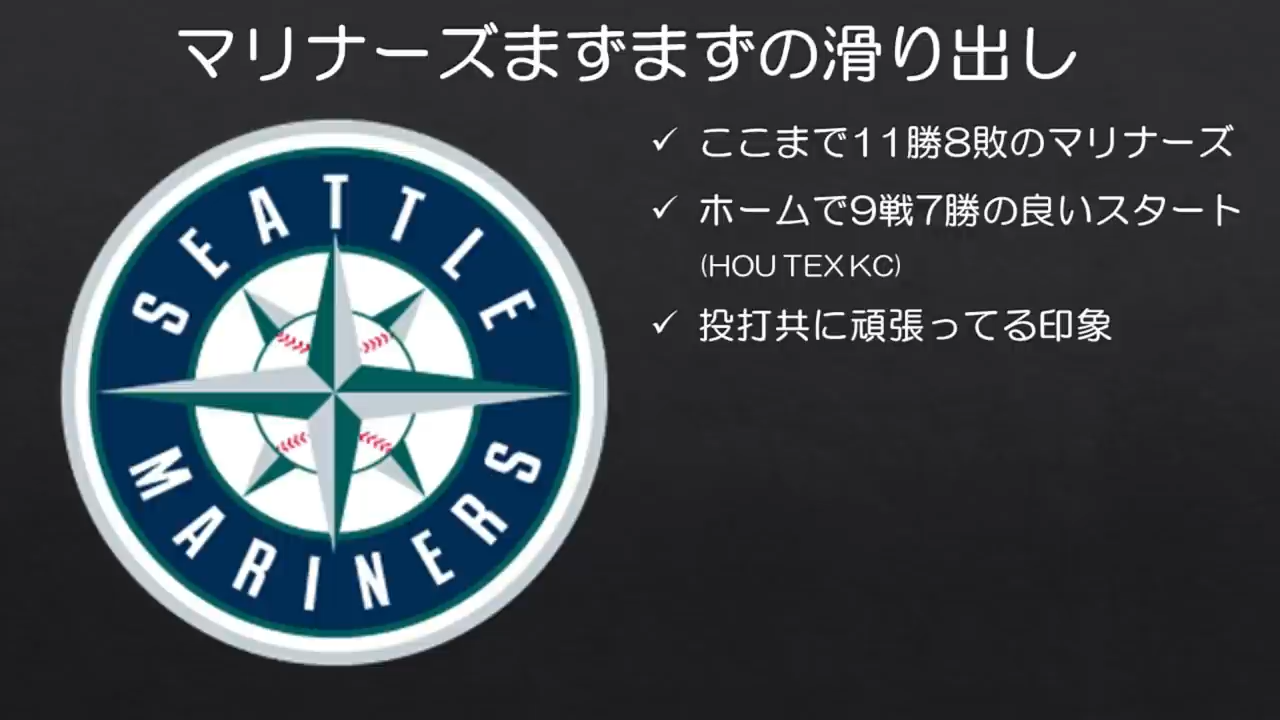 マリナーズまずまずの滑り出し
SEATTLE
MARINERS
✓ ここまで11勝8敗のマリナーズ
✓ ホームで9戦7勝の良いスタート
(HOU TEX KC)
✓ 投打共に頑張ってる印象